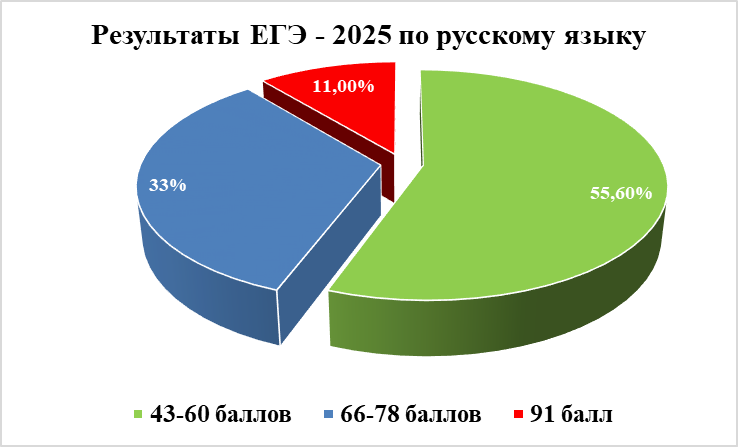 Результаты ЕГЭ - 2025 по русскому языку
11,00%
33%
55,60%
43-60 баллов 66-78 баллов 91 балл